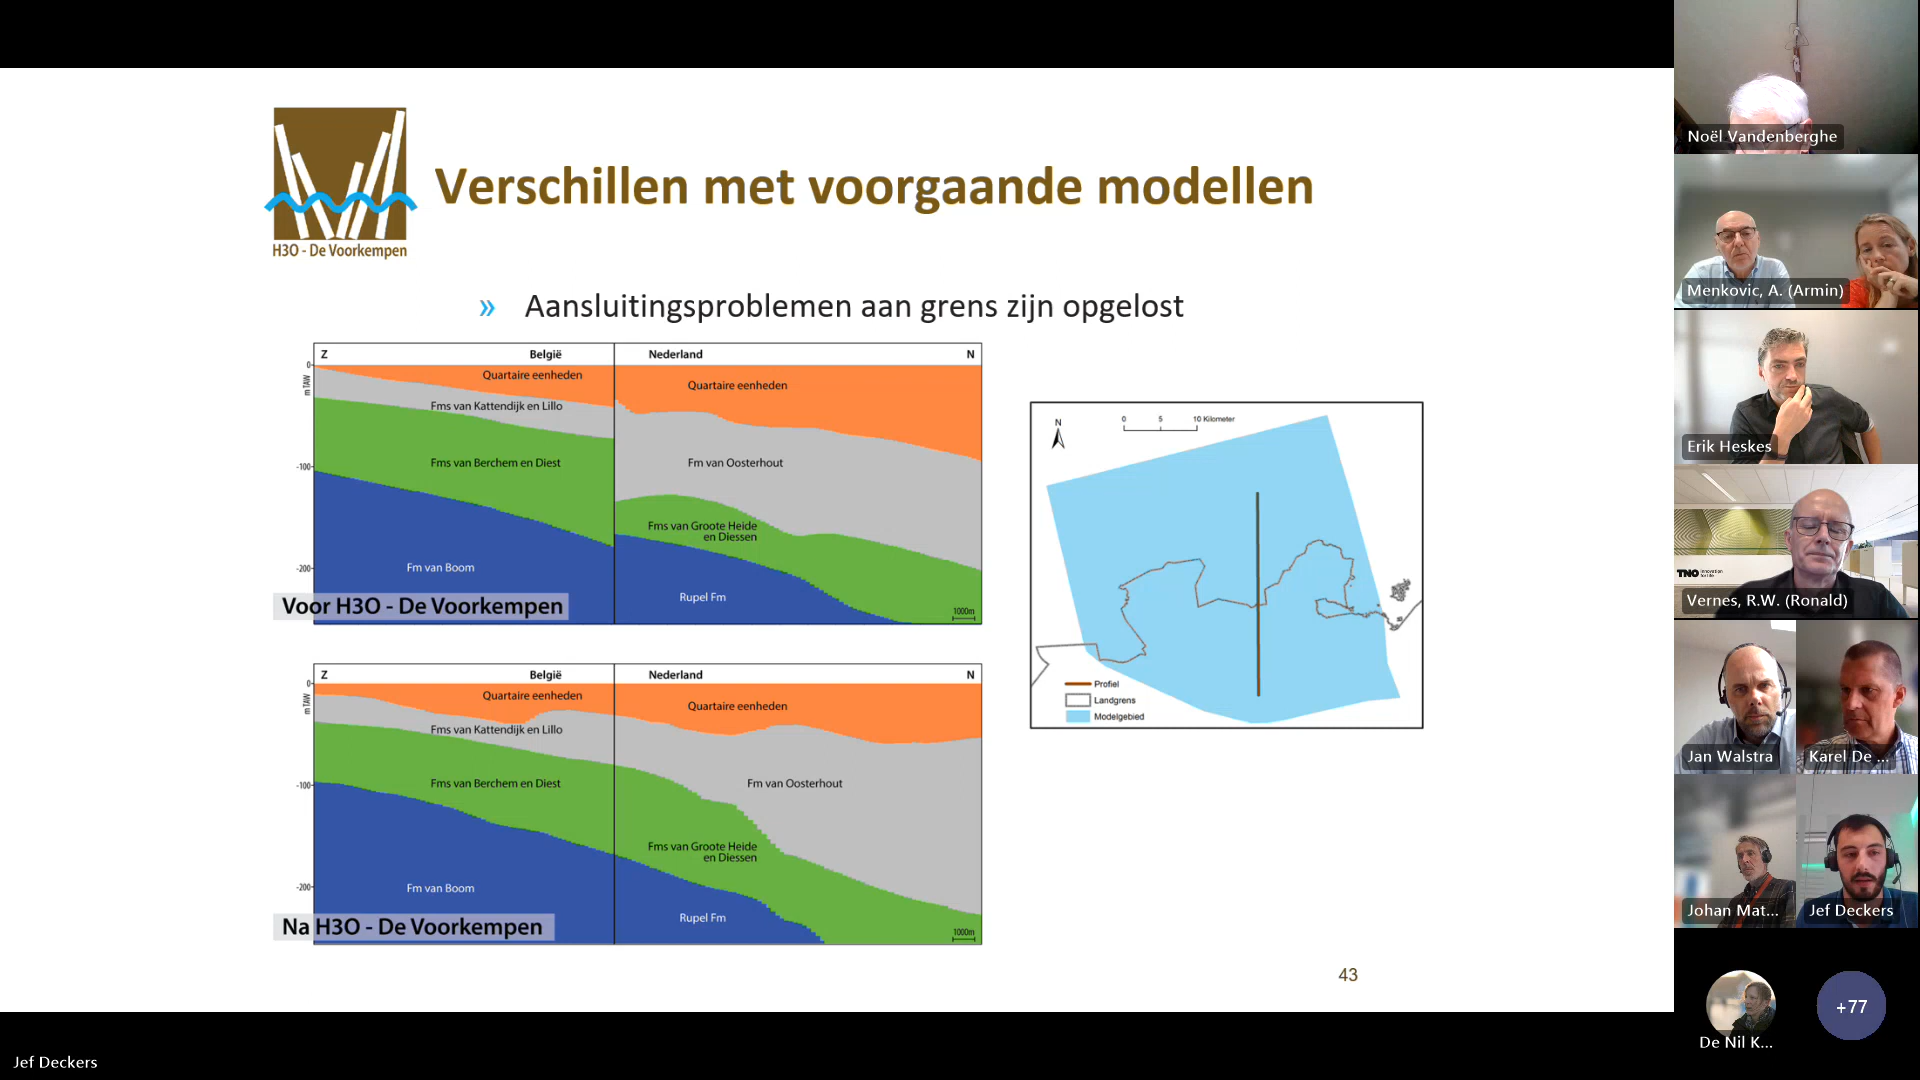 Verschillen met voorgaande modellen
H3O - De Voorkempen
» Aansluitingsproblemen aan grens zijn opgelost
Z België Nederland N
0
m TAW
-100
-200
Quartaire eenheden
Quartaire eenheden
Fms van Kattendijk en Lillo
Fms van Berchem en Diest
Fm van Oosterhout
Fms van Groote Heide
en Diessen
Fm van Boom
Rupel Fm
Voor H3O - De Voorkempen
1000m
Z België Nederland N
0
m TAW
-100
-200
Quartaire eenheden
Quartaire eenheden
Fms van Kattendijk en Lillo
Fms van Berchem en Diest
Fm van Oosterhout
Fms van Groote Heide
en Diessen
Fm van Boom
Rupel Fm
Na H3O - De Voorkempen
1000m
N
0 5 10 Kilometer
Profiel
Landgrens
Modelgebied
43
Jef Deckers
Noël Vandenberghe
Menkovic, A. (Armin)
Erik Heskes
TNO innovation
for life
Vernes, R.W. (Ronald)
Jan Walstra
Karel De ...
Johan Mat...
Jef Deckers
De Nil K...
+77